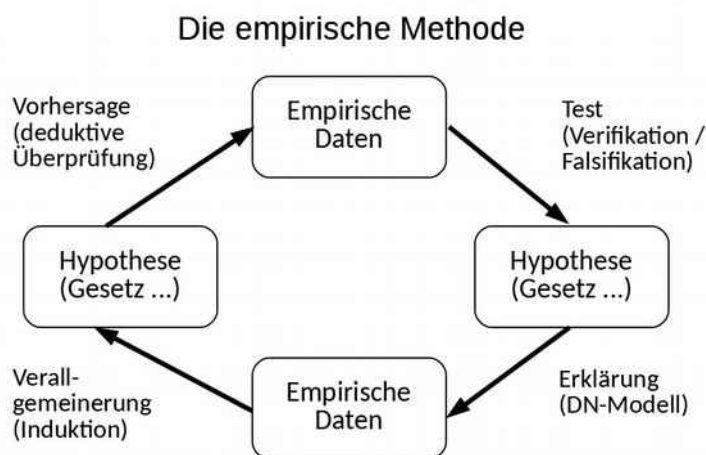 Die empirische Methode
Vorhersage
(deduktive
Überprüfung)
Empirische
Daten
Test
(Verifikation /
Falsifikation)
Hypothese
(Gesetz ...)
Hypothese
(Gesetz ...)
Verall-
gemeinerung
(Induktion)
Empirische
Daten
Erklärung
(DN-Modell)